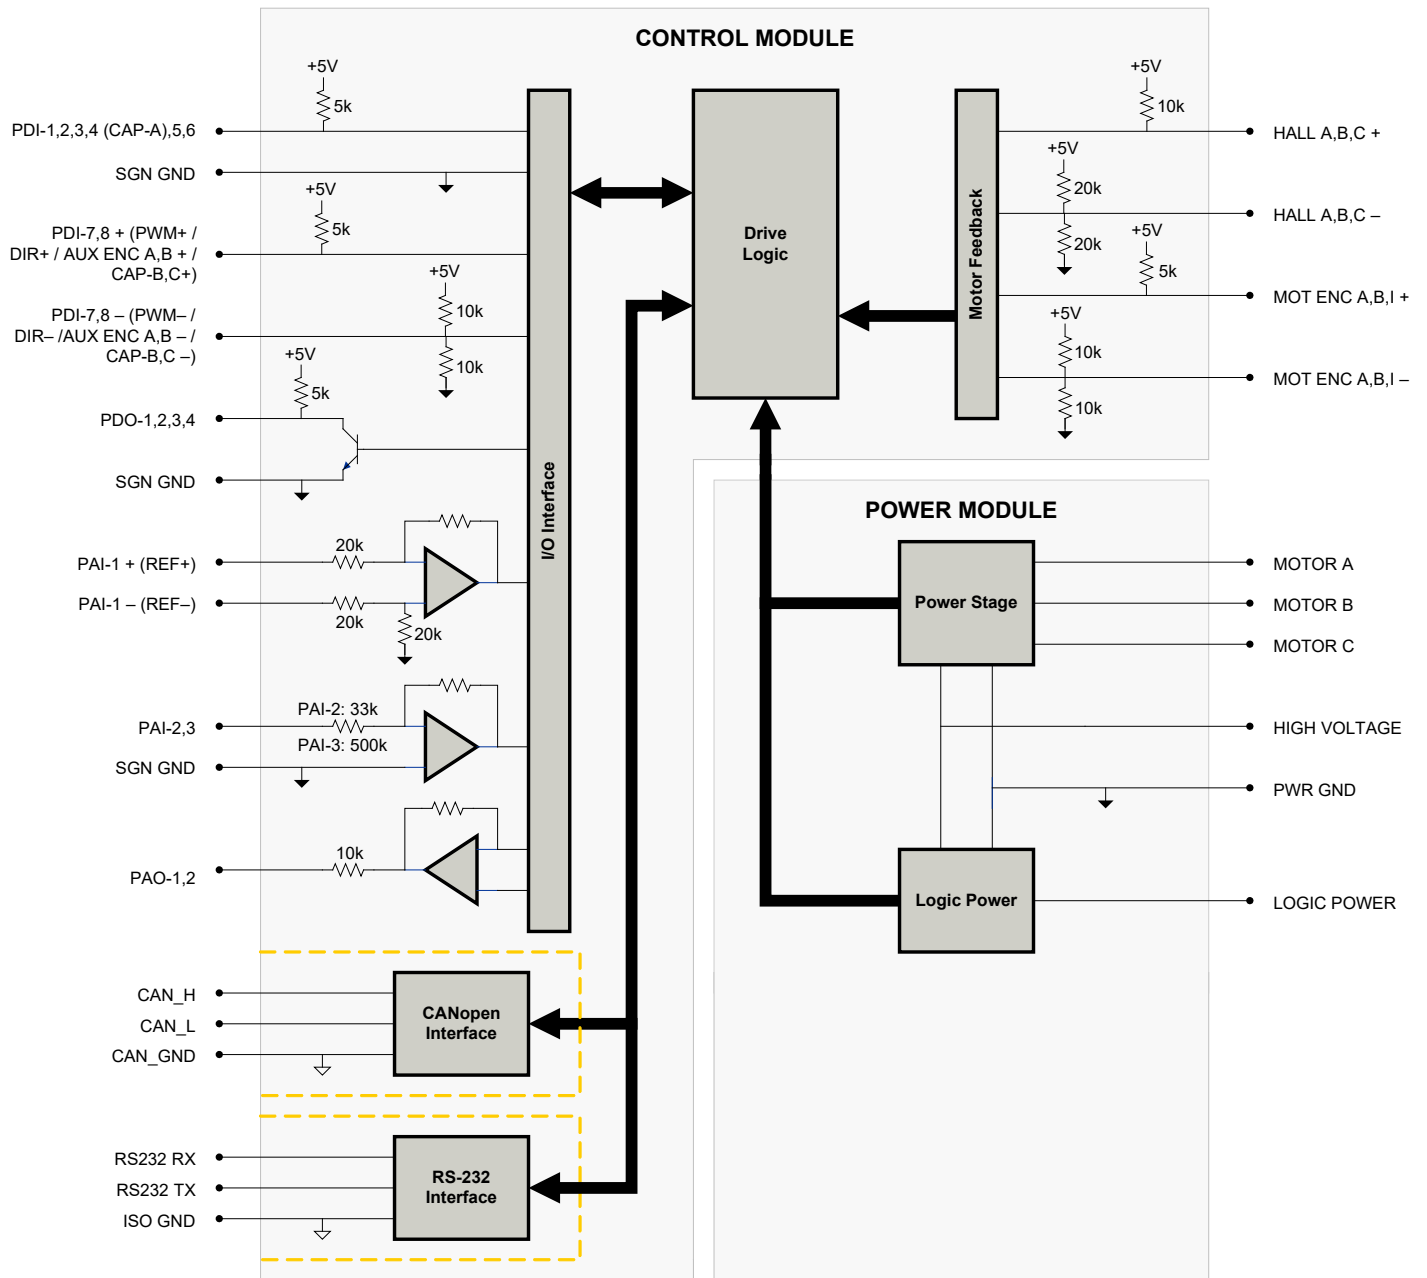 CONTROL MODULE
+5V
5k
PDI-1,2,3,4 (CAP-A),5,6
SGN GND
+5V
5k
PDI-7,8 + (PWM+ /
DIR+ / AUX ENC A,B + /
CAP-B,C+)
+5V
10k
PDI-7,8 – (PWM– /
DIR– /AUX ENC A,B – /
CAP-B,C –)
10k
+5V
5k
PDO-1,2,3,4
SGN GND
20k
PAI-1 + (REF+)
PAI-1 – (REF–)
20k
20k
PAI-2: 33k
PAI-2,3
PAI-3: 500k
SGN GND
10k
PAO-1,2
I/O Interface
CAN_H
CAN_L
CAN_GND
CANopen
Interface
RS232 RX
RS232 TX
ISO GND
RS-232
Interface
Drive
Logic
Motor Feedback
+5V
10k
HALL A,B,C +
+5V
20k
HALL A,B,C –
20k
+5V
5k
MOT ENC A,B,I +
+5V
10k
MOT ENC A,B,I –
10k
POWER MODULE
Power Stage
MOTOR A
MOTOR B
MOTOR C
HIGH VOLTAGE
PWR GND
Logic Power
LOGIC POWER